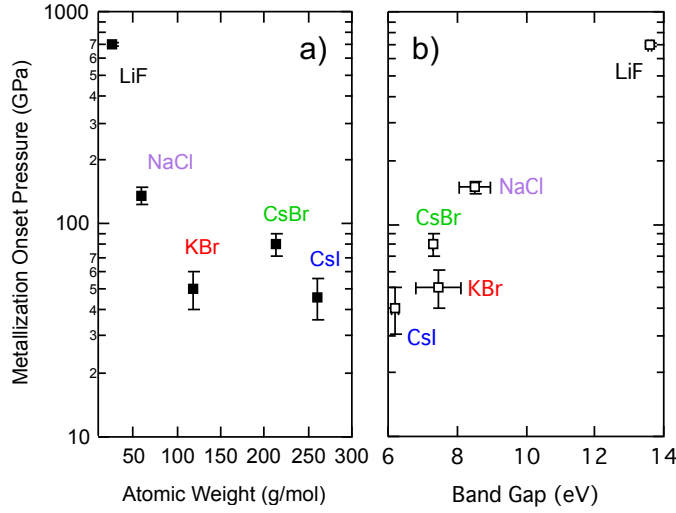 Metallization Onset Pressure (GPa)
a)
b)
1000
7
6
5
4
3
2
100
7
6
5
4
3
2
10
LiF
NaCl
KBr
CsBr
CsI
LiF
NaCl
CsBr
KBr
CsI
50 100 150 200 250 300
6 8 10 12 14
Atomic Weight (g/mol)
Band Gap (eV)